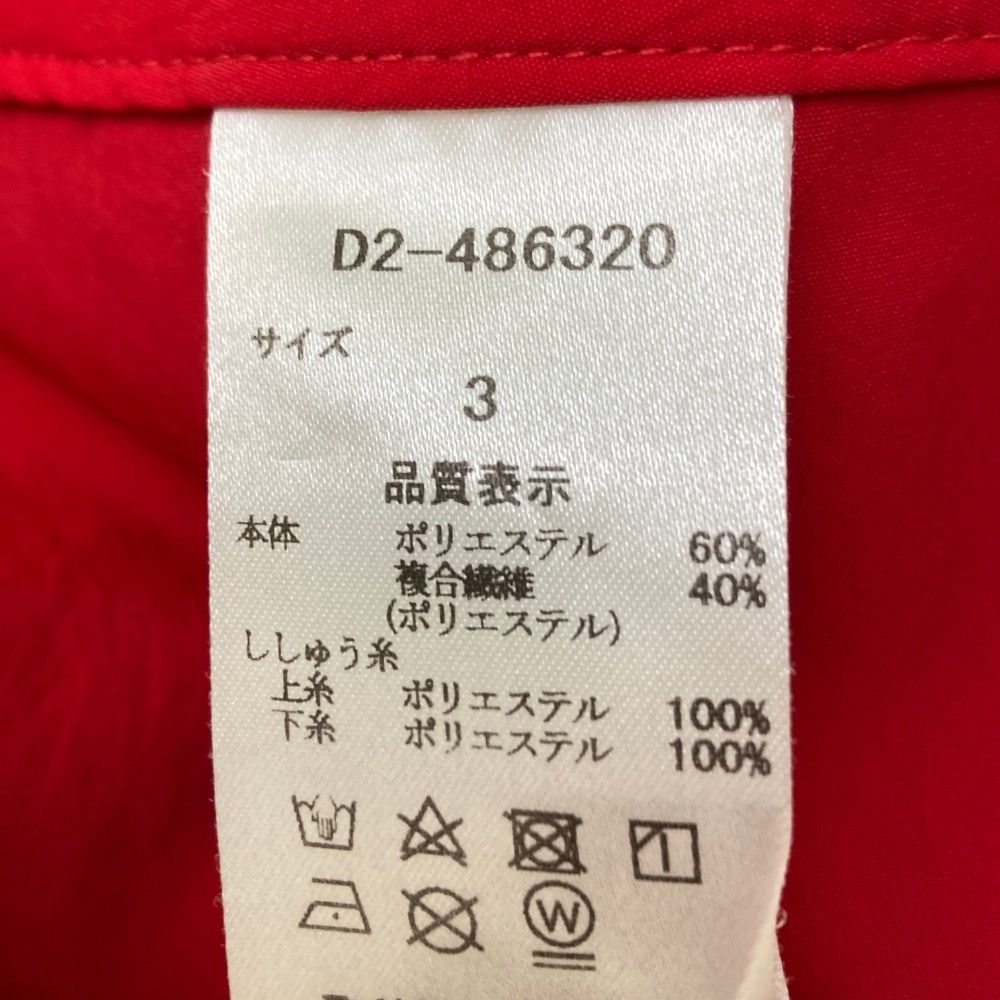 D2-486320
サイズ
3
品質表示
本体 ポリエステル 60%
複合繊維 40%
(ポリエステル)
ししゅう糸
上糸 ポリエステル 100%
下糸 ポリエステル 100%
W